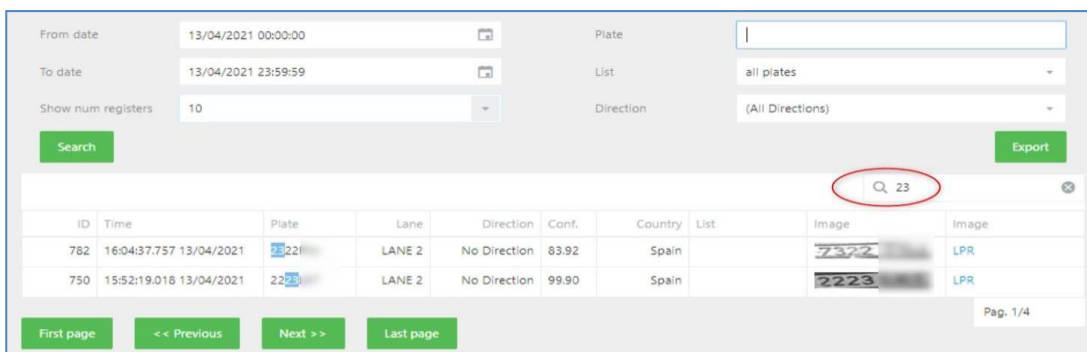 From date 13/04/2021 00:00:00 Plate
To date 13/04/2021 23:59:59 List all plates
Show num registers 10 Direction (All Directions)
Search Export
23
ID Time Plate Lane Direction Conf. Country List Image Image
782 16:04:37.757 13/04/2021 2322 LANE 2 No Direction 83.92 Spain 7322 LPR
750 15:52:19.018 13/04/2021 2223 LANE 2 No Direction 99.90 Spain 2223 LPR
Pag. 1/4
First page << Previous Next >> Last page